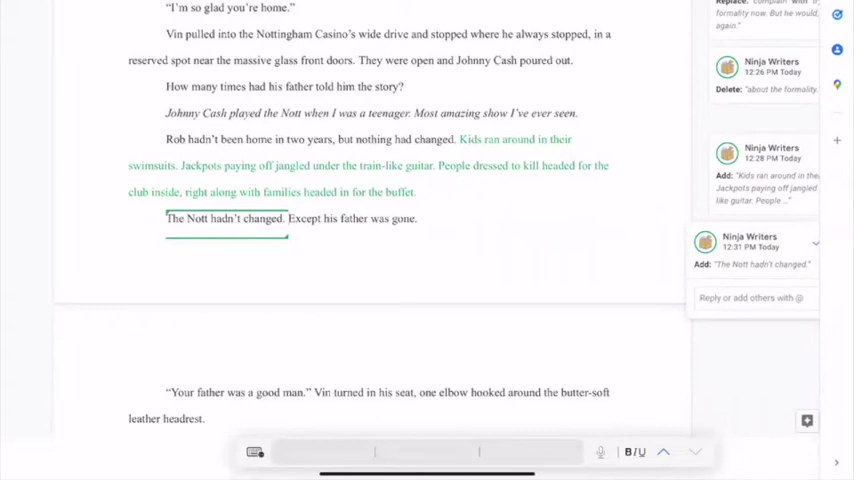 "I'm so glad you're home."
Vin pulled into the Nottingham Casino's wide drive and stopped where he always stopped, in a
reserved spot near the massive glass front doors. They were open and Johnny Cash poured out.
How many times had his father told him the story?
Johnny Cash played the Nott when I was a teenager. Most amazing show I've ever seen.
Rob hadn't been home in two years, but nothing had changed. Kids ran around in their
swimsuits. Jackpots paying off jangled under the train-like guitar. People dressed to kill headed for the
club inside, right along with families headed in for the buffet.
The Nott hadn't changed. Except his father was gone.
"Your father was a good man." Vin turned in his seat, one elbow hooked around the butter-soft
leather headrest.
formality now. But he would,
again."
Ninja Writers
12:26 PM Today
Delete: "about the formality
Ninja Writers
12:28 PM Today
Add: "Kids ran around in the
Jackpots paying off jangled
like guitar. People ..."
Ninja Writers
12:31 PM Today
Add: "The Nott hadn't changed."
Reply or add others with @
B I U